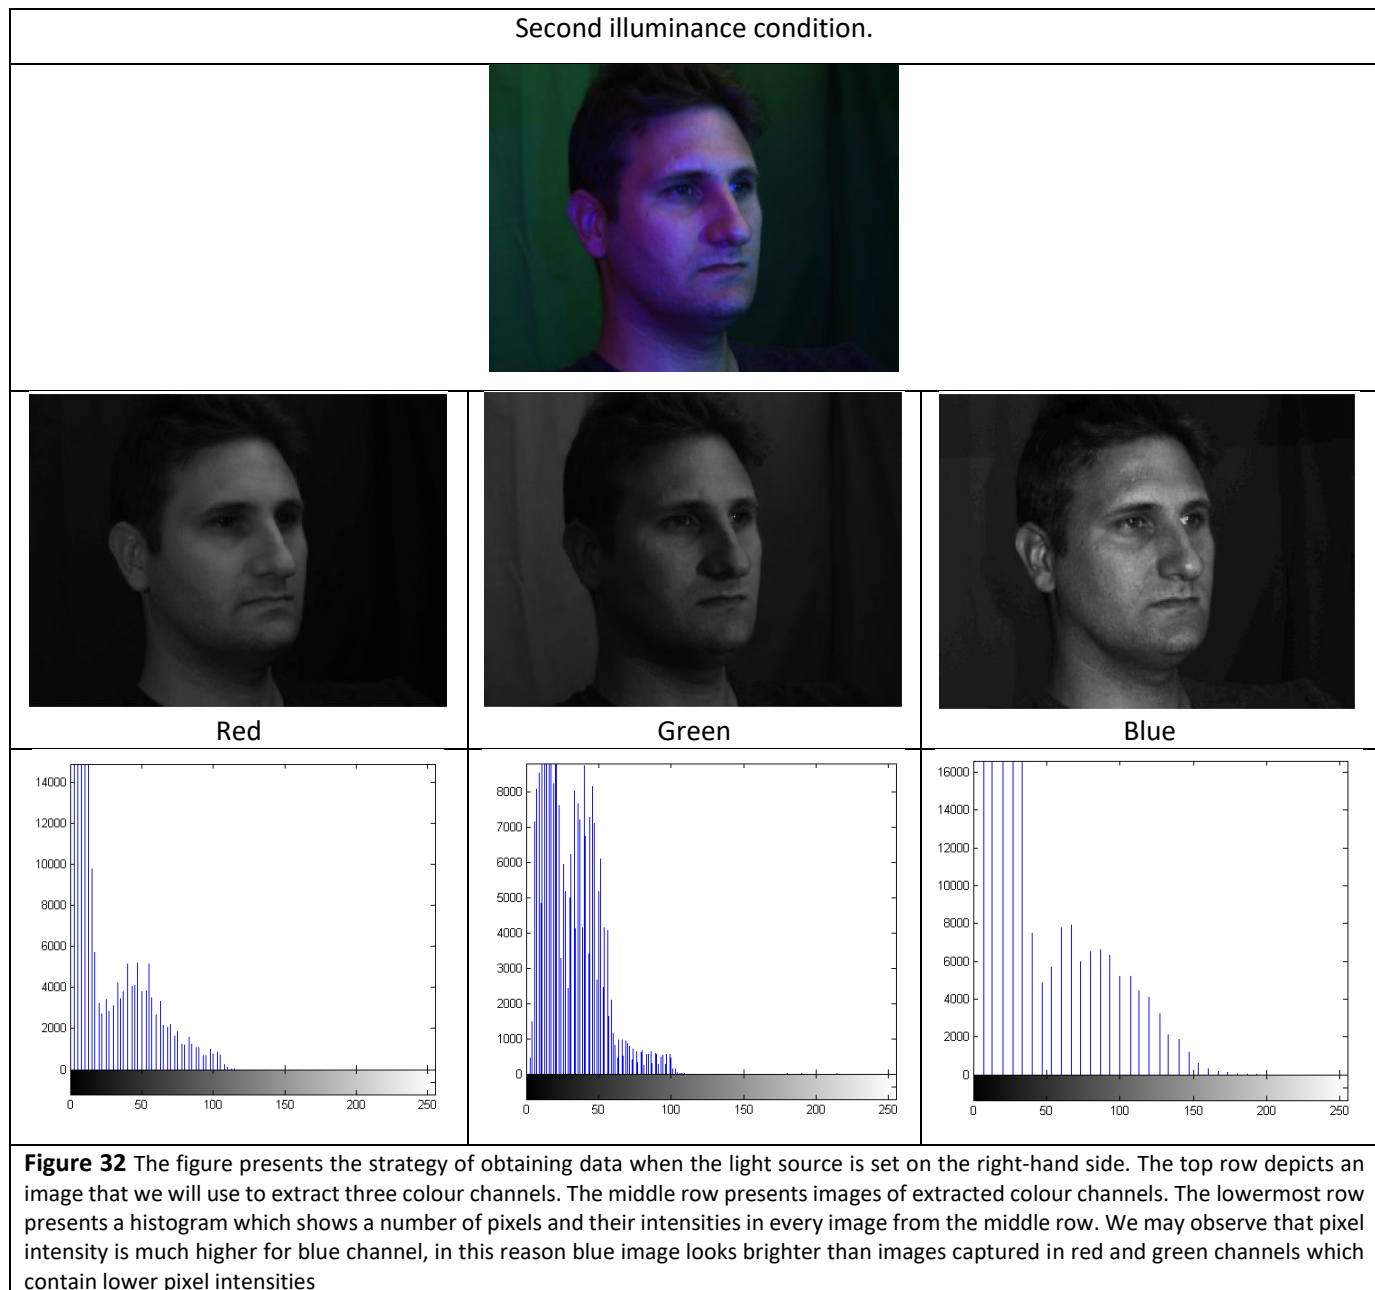 Second illuminance condition.
Red
Green
Blue
14000
12000
10000
8000
6000
4000
2000
0
0 50 100 150 200 250
8000
7000
6000
5000
4000
3000
2000
1000
0
0 50 100 150 200 250
16000
14000
12000
10000
8000
6000
4000
2000
0
0 50 100 150 200 250
Figure 32 The figure presents the strategy of obtaining data when the light source is set on the right-hand side. The top row depicts an
image that we will use to extract three colour channels. The middle row presents images of extracted colour channels. The lowermost row
presents a histogram which shows a number of pixels and their intensities in every image from the middle row. We may observe that pixel
intensity is much higher for blue channel, in this reason blue image looks brighter than images captured in red and green channels which
contain lower pixel intensities